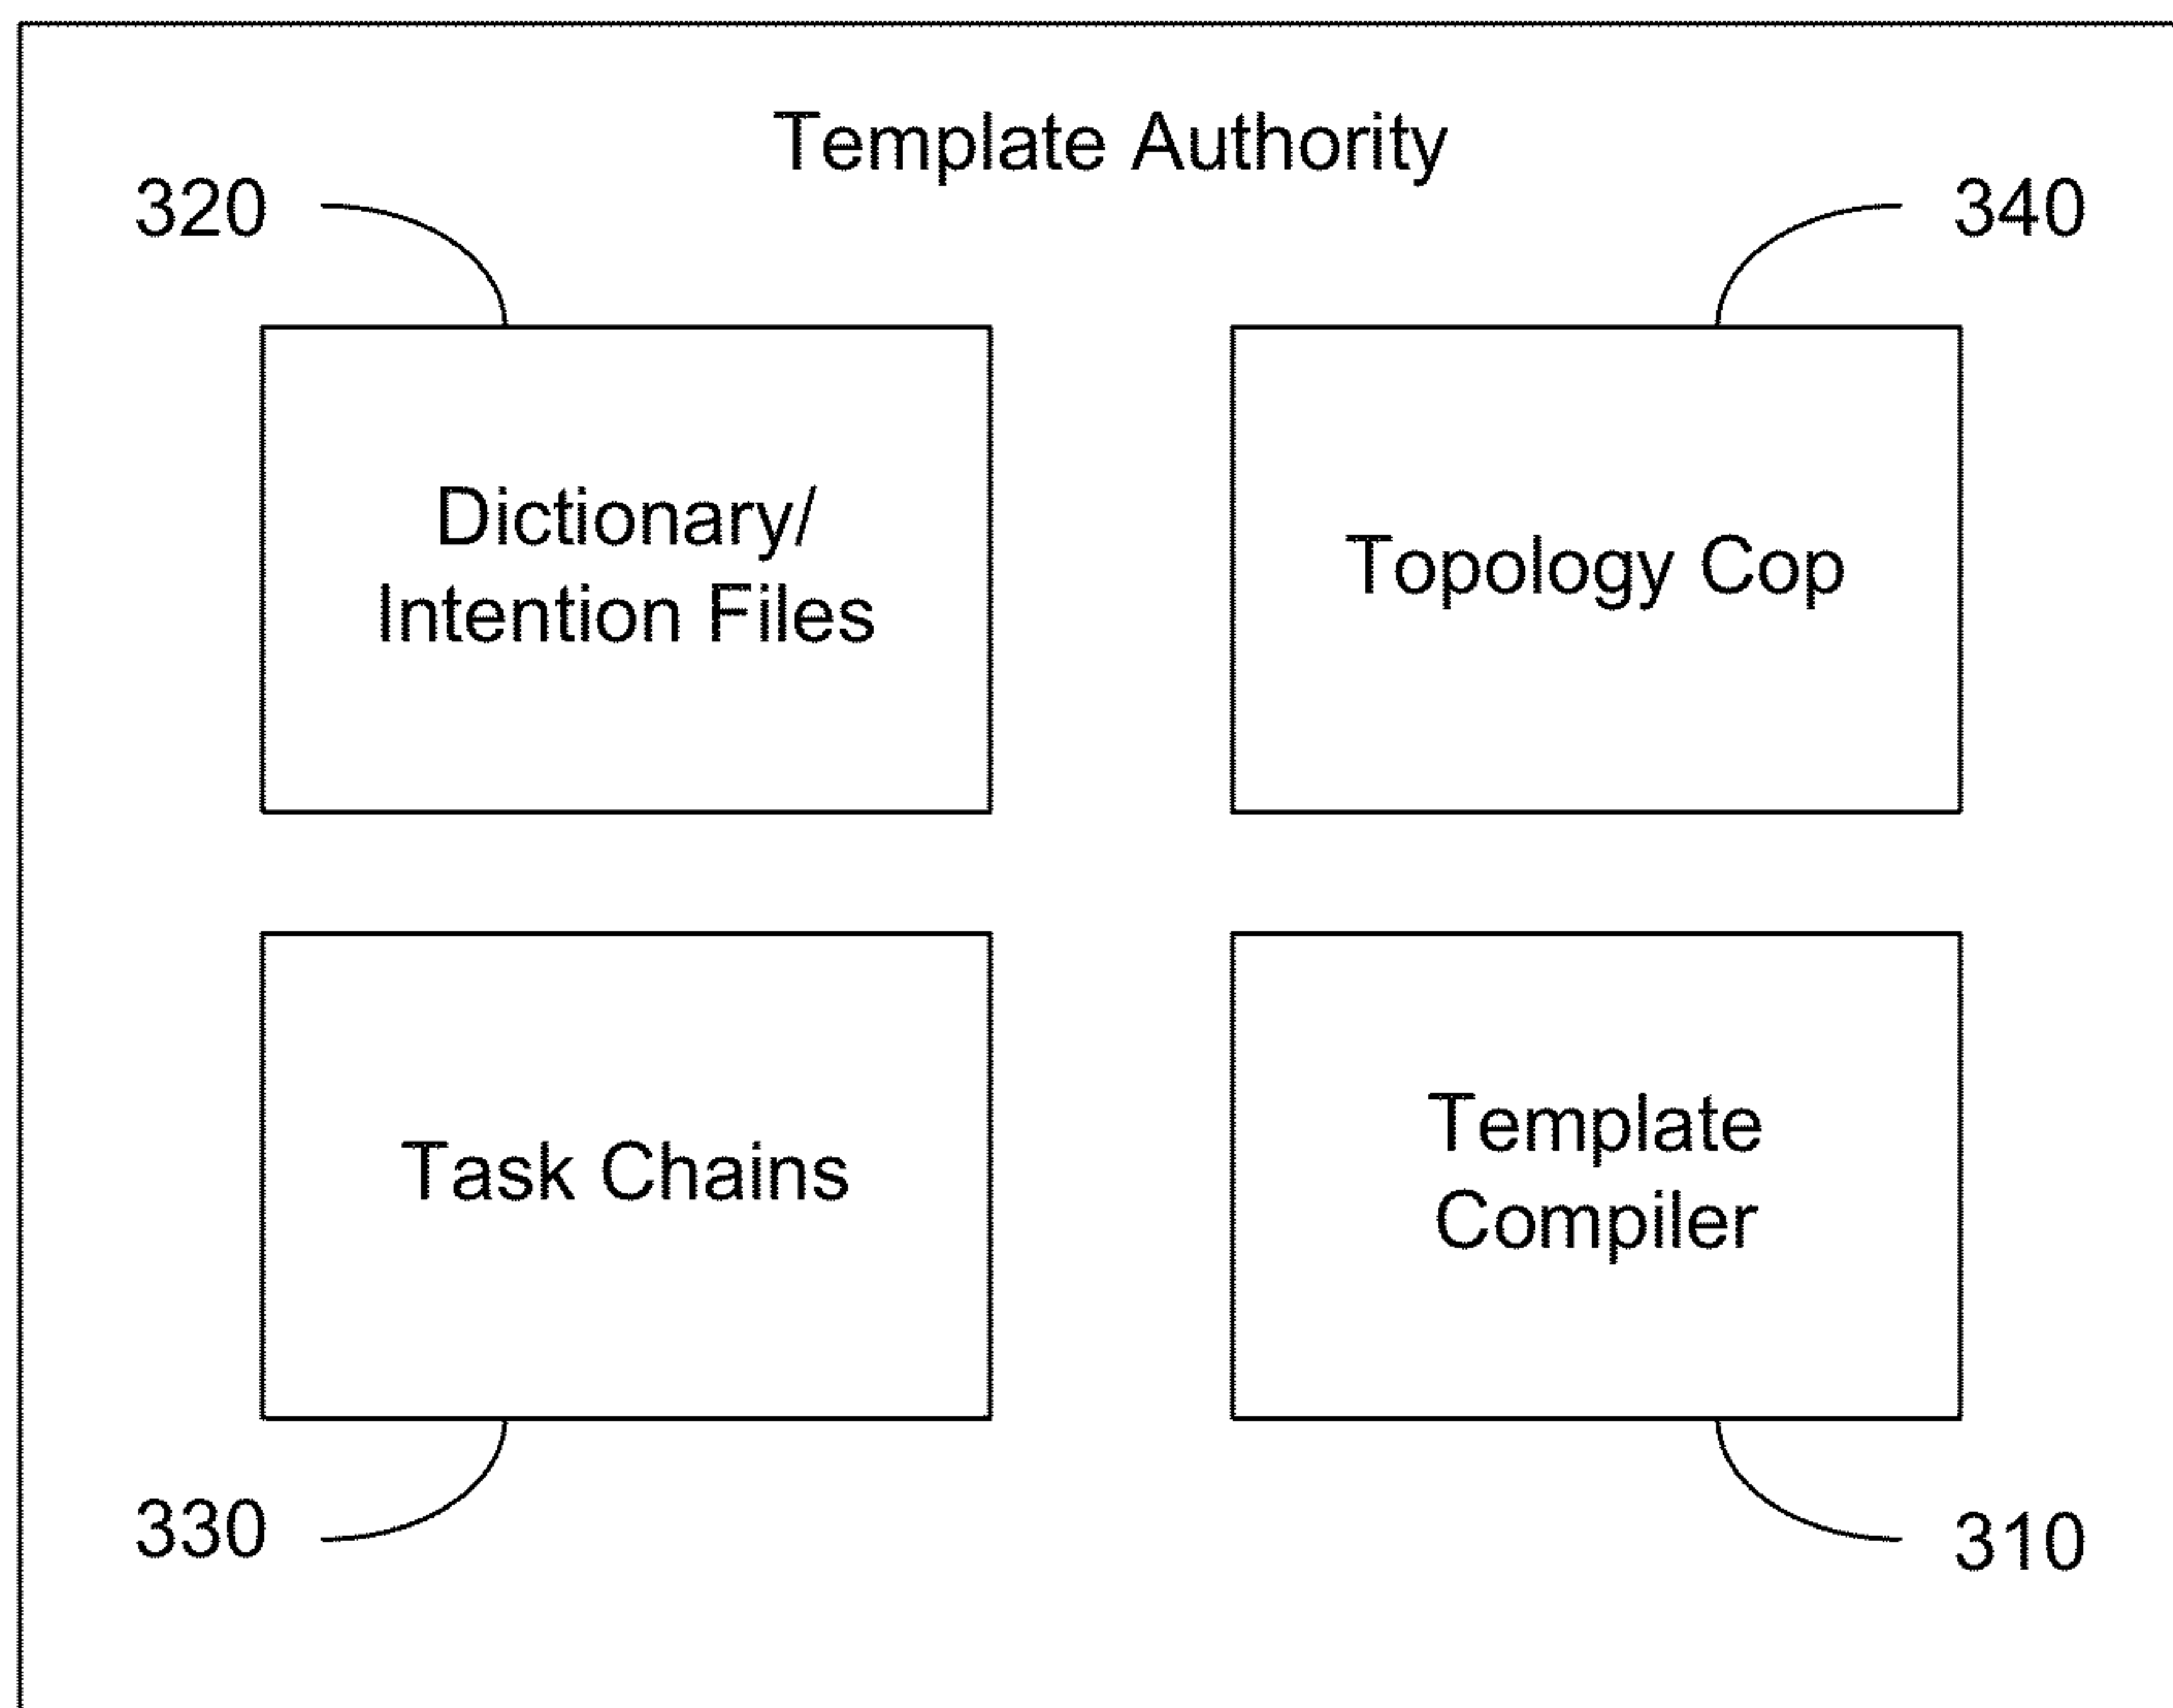 Template Authority
320
340
Dictionary/
Intention Files
Topology Cop
Task Chains
Template
Compiler
330
310